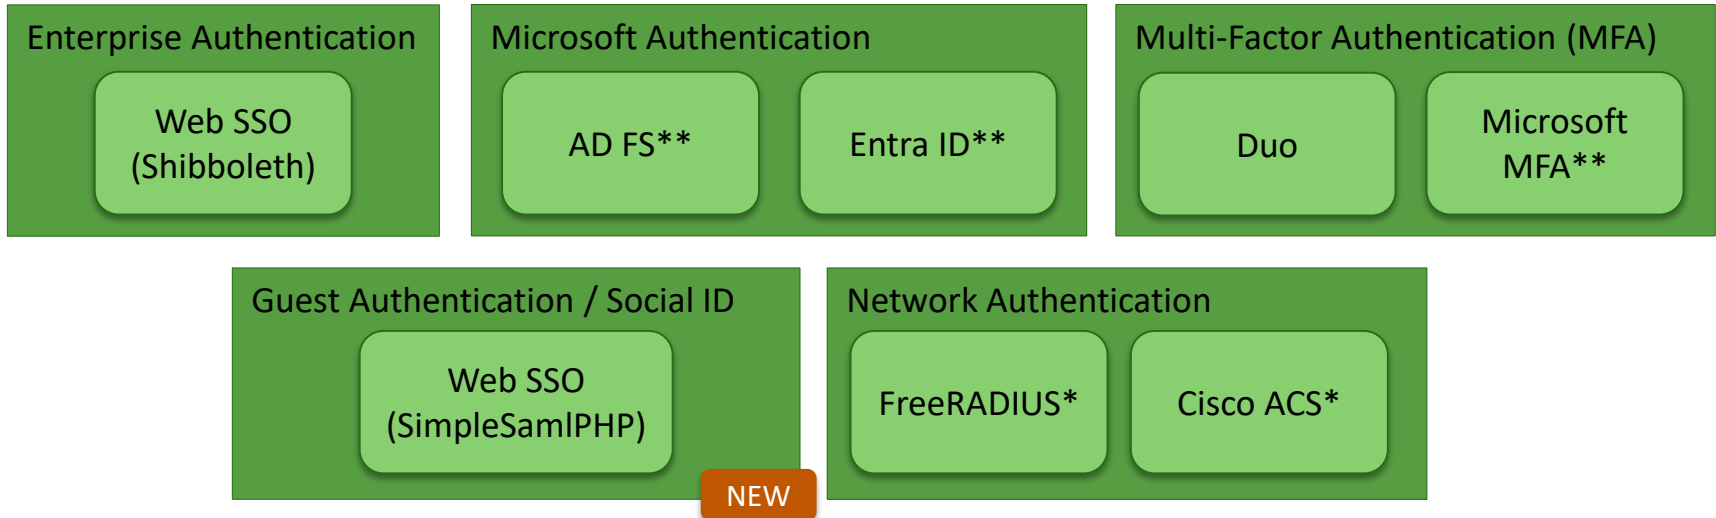 Enterprise Authentication
Web SSO
(Shibboleth)
Microsoft Authentication
AD FS**
Entra ID**
Multi-Factor Authentication (MFA)
Duo
Microsoft
MFA**
Guest Authentication / Social ID
Web SSO
(SimpleSamlPHP)
NEW
Network Authentication
FreeRADIUS*
Cisco ACS*